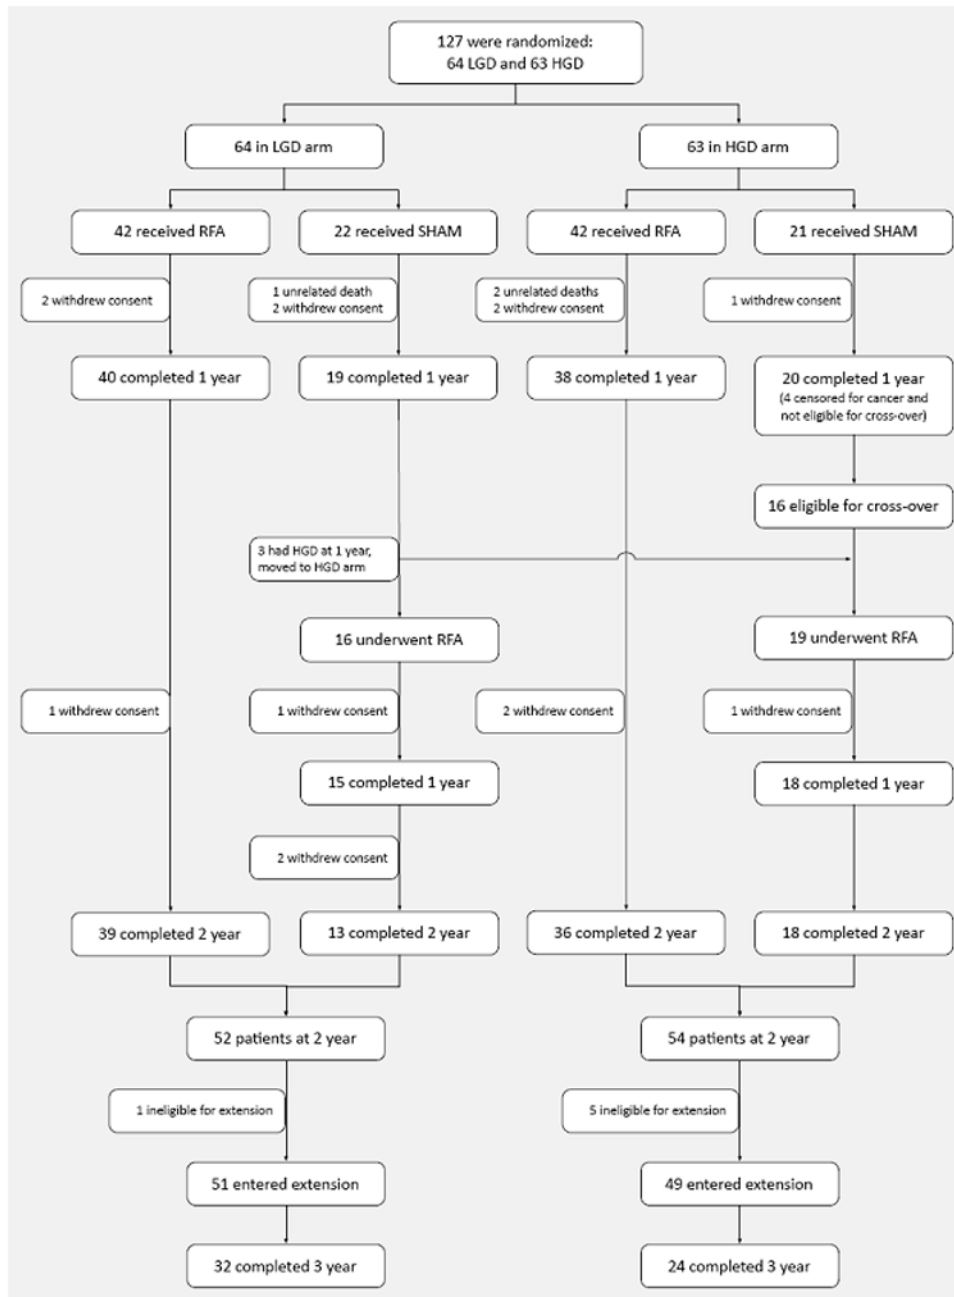 127 were randomized:
64 LGD and 63 HGD
64 in LGD arm
63 in HGD arm
42 received RFA
22 received SHAM
42 received RFA
21 received SHAM
2 withdrew consent
1 unrelated death
2 withdrew consent
2 unrelated deaths
2 withdrew consent
1 withdrew consent
40 completed 1 year
19 completed 1 year
38 completed 1 year
20 completed 1 year
(4 censored for cancer and
not eligible for cross-over)
16 eligible for cross-over
3 had HGD at 1 year,
moved to HGD arm
16 underwent RFA
19 underwent RFA
1 withdrew consent
1 withdrew consent
2 withdrew consent
1 withdrew consent
15 completed 1 year
18 completed 1 year
2 withdrew consent
39 completed 2 year
13 completed 2 year
36 completed 2 year
18 completed 2 year
52 patients at 2 year
54 patients at 2 year
1 ineligible for extension
5 ineligible for extension
51 entered extension
49 entered extension
32 completed 3 year
24 completed 3 year